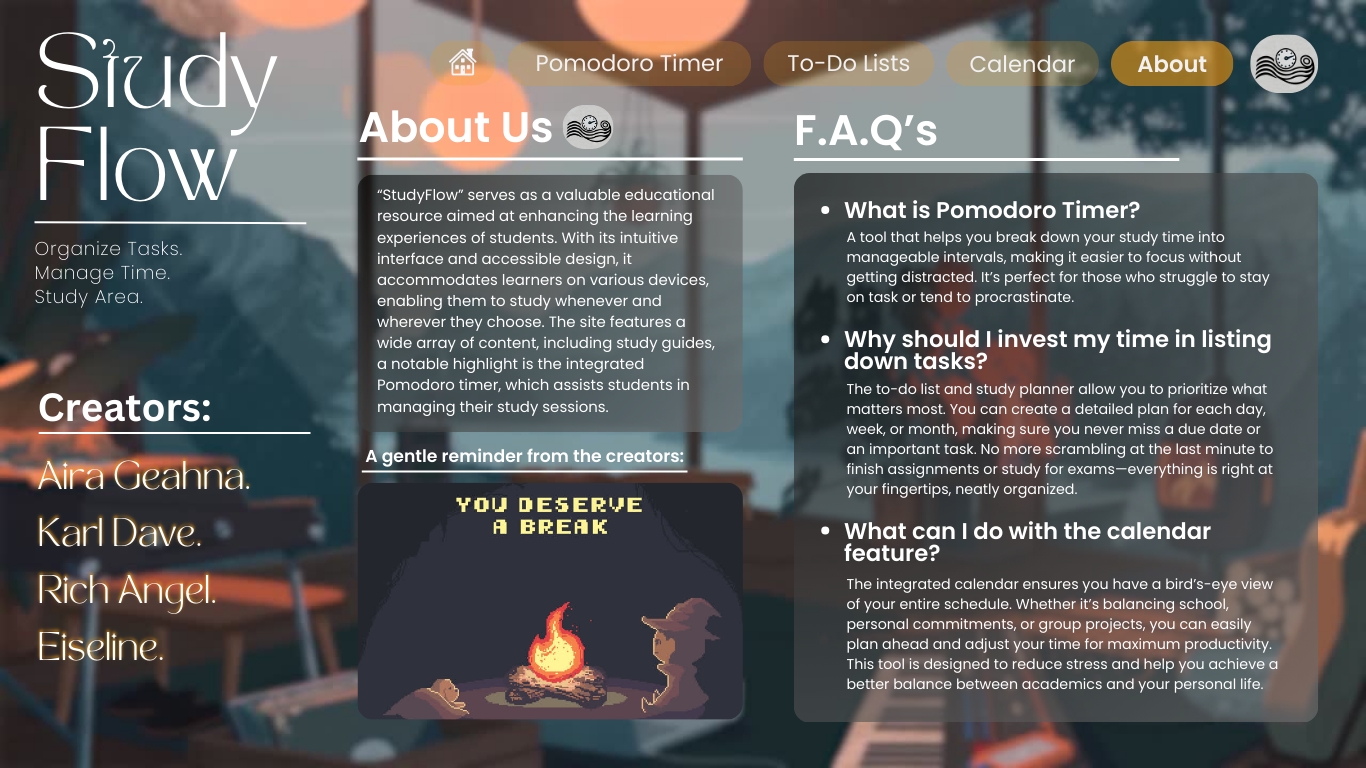 Study
Flow
Organize Tasks.
Manage Time.
Study Area.
Creators:
Aira Geahna.
Karl Dave.
Rich Angel.
Eiseline.
Pomodoro Timer
To-Do Lists
Calendar
About
About Us
“StudyFlow” serves as a valuable educational
resource aimed at enhancing the learning
experiences of students. With its intuitive
interface and accessible design, it
accommodates learners on various devices,
enabling them to study whenever and
wherever they choose. The site features a
wide array of content, including study guides,
a notable highlight is the integrated
Pomodoro timer, which assists students in
managing their study sessions.
A gentle reminder from the creators:
YOU DESERVE
A BREAK
F.A.Q’s
• What is Pomodoro Timer?
A tool that helps you break down your study time into
manageable intervals, making it easier to focus without
getting distracted. It’s perfect for those who struggle to stay
on task or tend to procrastinate.
• Why should I invest my time in listing
down tasks?
The to-do list and study planner allow you to prioritize what
matters most. You can create a detailed plan for each day,
week, or month, making sure you never miss a due date or
an important task. No more scrambling at the last minute to
finish assignments or study for exams—everything is right at
your fingertips, neatly organized.
• What can I do with the calendar
feature?
The integrated calendar ensures you have a bird’s-eye view
of your entire schedule. Whether it’s balancing school,
personal commitments, or group projects, you can easily
plan ahead and adjust your time for maximum productivity.
This tool is designed to reduce stress and help you achieve a
better balance between academics and your personal life.